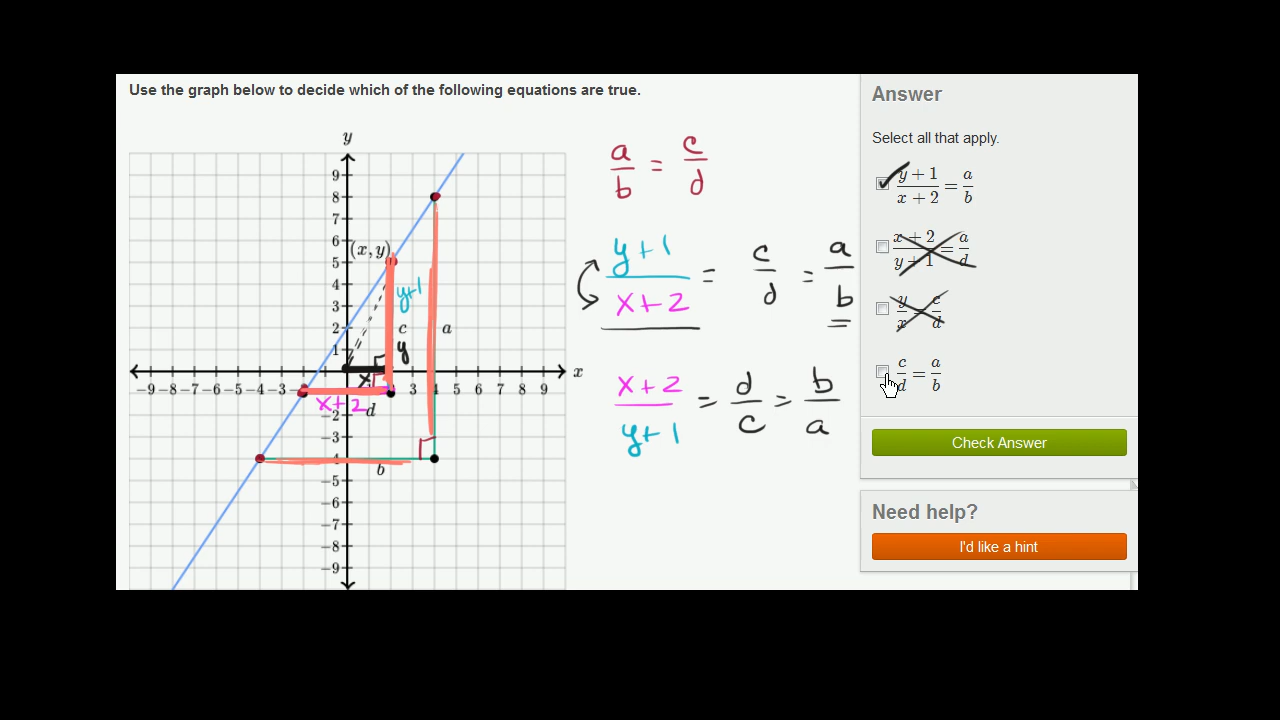 Use the graph below to decide which of the following equations are true.
y
9
8
7
6
5
4
3
2
1
(x, y)
y+1
c
a
y
x
x
-9 -8 -7 -6 -5 -4 -3 3 4 5 6 7 8 9
x+2
d
-2
-3
-4
b
-5
-6
-7
-8
-9
a/b = c/d
y+1/x+2 = c/d = a/b
x+2/y+1 = d/c = b/a
Answer
Select all that apply.
y + 1/x + 2 = a/b
x + 2/y + 1 = a/d
y/x = c/d
c/d = a/b
Check Answer
Need help?
I'd like a hint